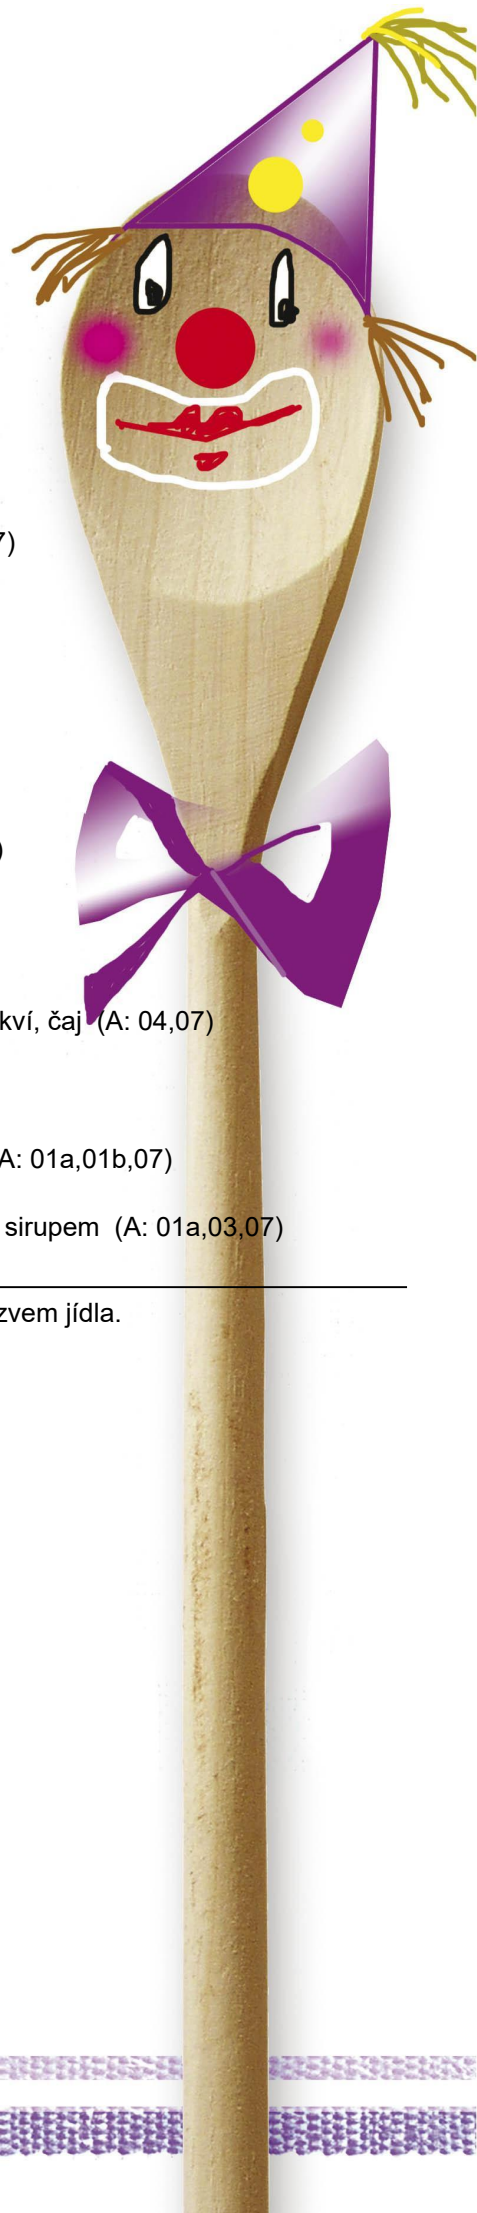 7)
)
kví, čaj (A: 04,07)
A: 01a,01b,07)
sirupem (A: 01a,03,07)
zvem jídla.